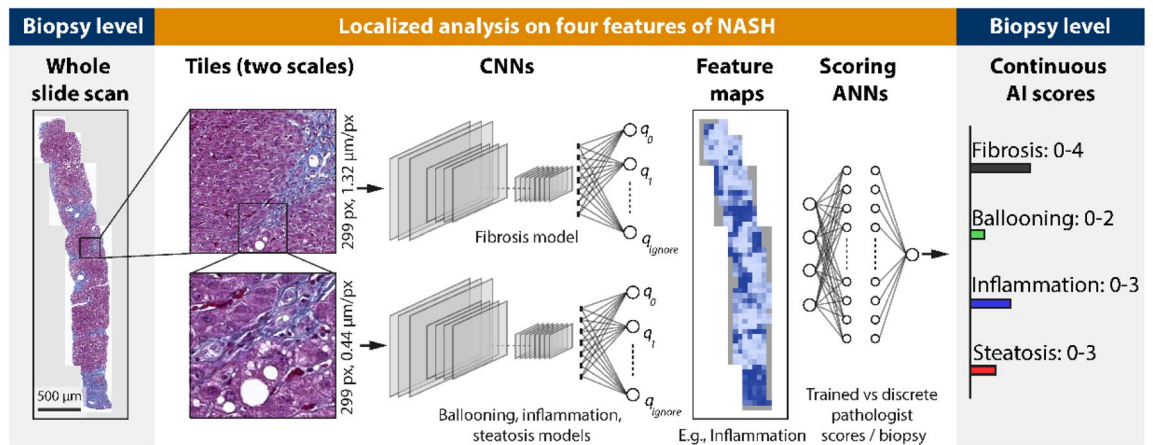 Biopsy level
Localized analysis on four features of NASH
Biopsy level
Whole
slide scan
500 µm
Tiles (two scales)
299 px, 1.32 µm/px
299 px, 0.44 µm/px
CNNs
q0
q1
qignore
Fibrosis model
q0
q1
qignore
Ballooning, inflammation,
steatosis models
Feature
maps
E.g., Inflammation
Scoring
ANNs
Trained vs discrete
pathologist
scores / biopsy
Continuous
AI scores
Fibrosis: 0-4
Ballooning: 0-2
Inflammation: 0-3
Steatosis: 0-3